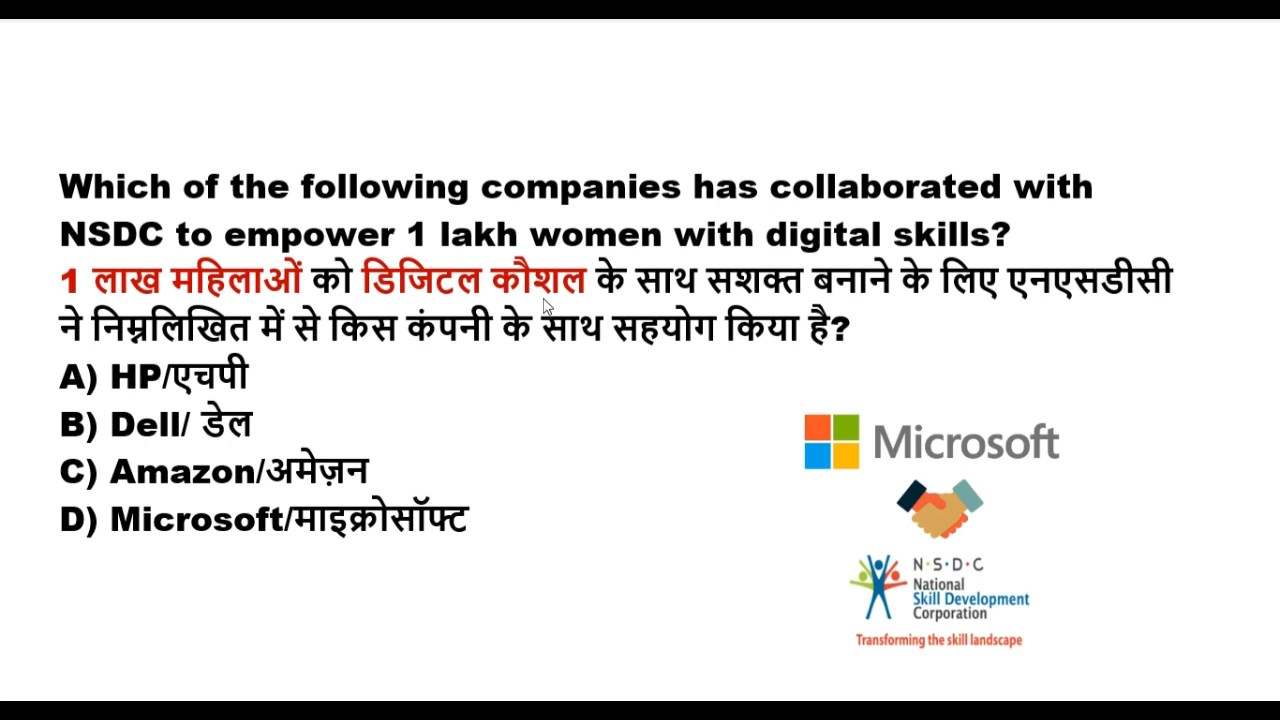 Which of the following companies has collaborated with
NSDC to empower 1 lakh women with digital skills?
1 लाख महिलाओं को डिजिटल कौशल के साथ सशक्त बनाने के लिए एनएसडीसी
ने निम्नलिखित में से किस कंपनी के साथ सहयोग किया है?
A) HP/एचपी
B) Dell/ डेल
C) Amazon/अमेज़न
D) Microsoft/माइक्रोसॉफ्ट
Microsoft
N·S·D·C
National
Skill Development
Corporation
Transforming the skill landscape